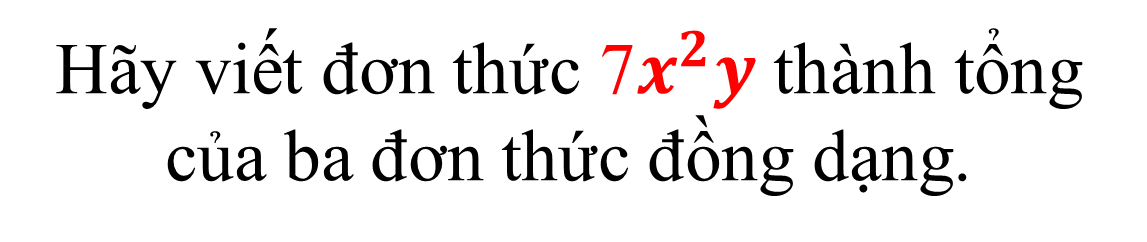 Hãy viết đơn thức 7x²y thành tổng
của ba đơn thức đồng dạng.